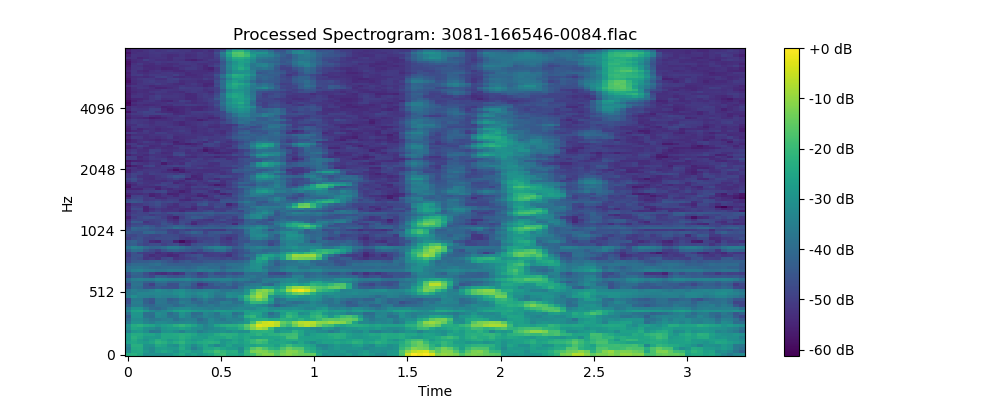 Processed Spectrogram: 3081-166546-0084.flac
Hz
4096
2048
1024
512
0
0 0.5 1 1.5 2 2.5 3
Time
+0 dB
-10 dB
-20 dB
-30 dB
-40 dB
-50 dB
-60 dB